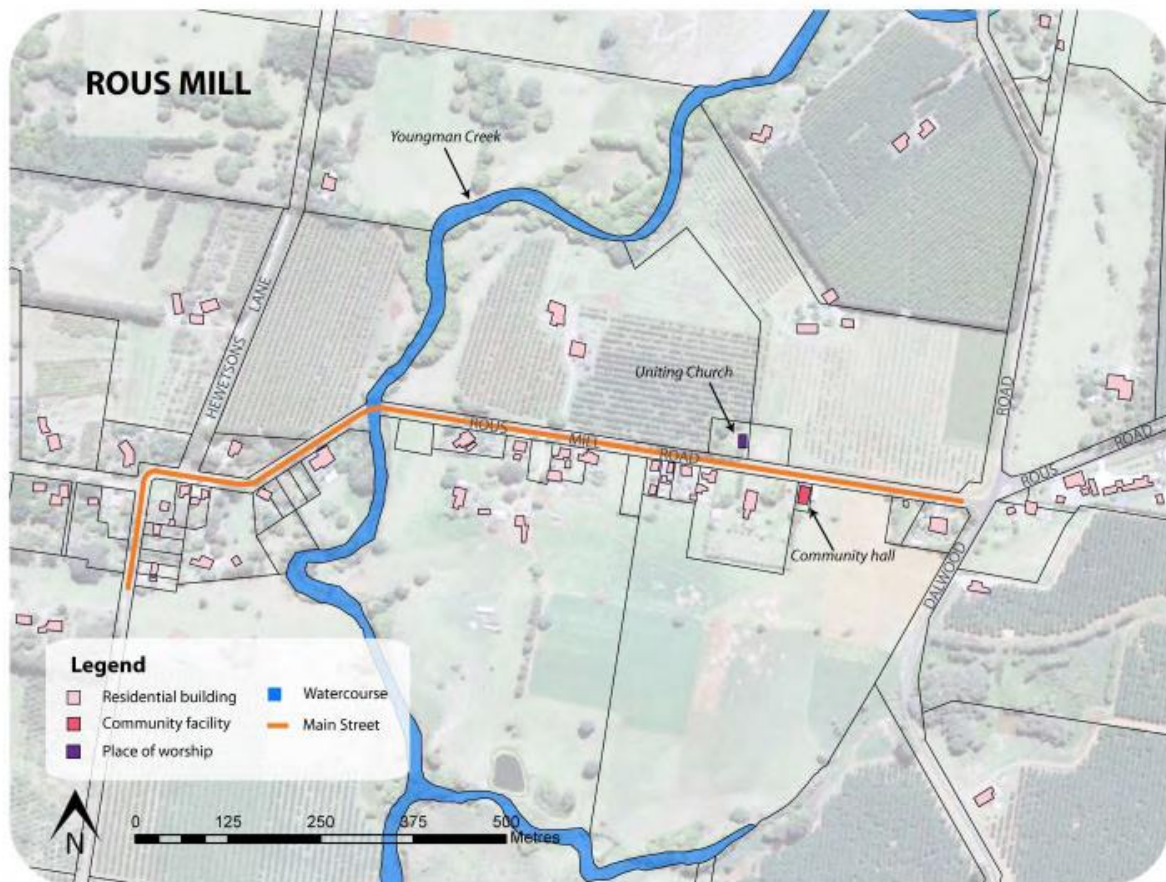 ROUS MILL
Youngman Creek
HEWETSONS LANE
Uniting Church
ROUS MILL ROAD
ROAD
ROUS ROAD
Community hall
DALWOOD
Legend
Residential building
Watercourse
Community facility
Main Street
Place of worship
N
0 125 250 375 500
Metres